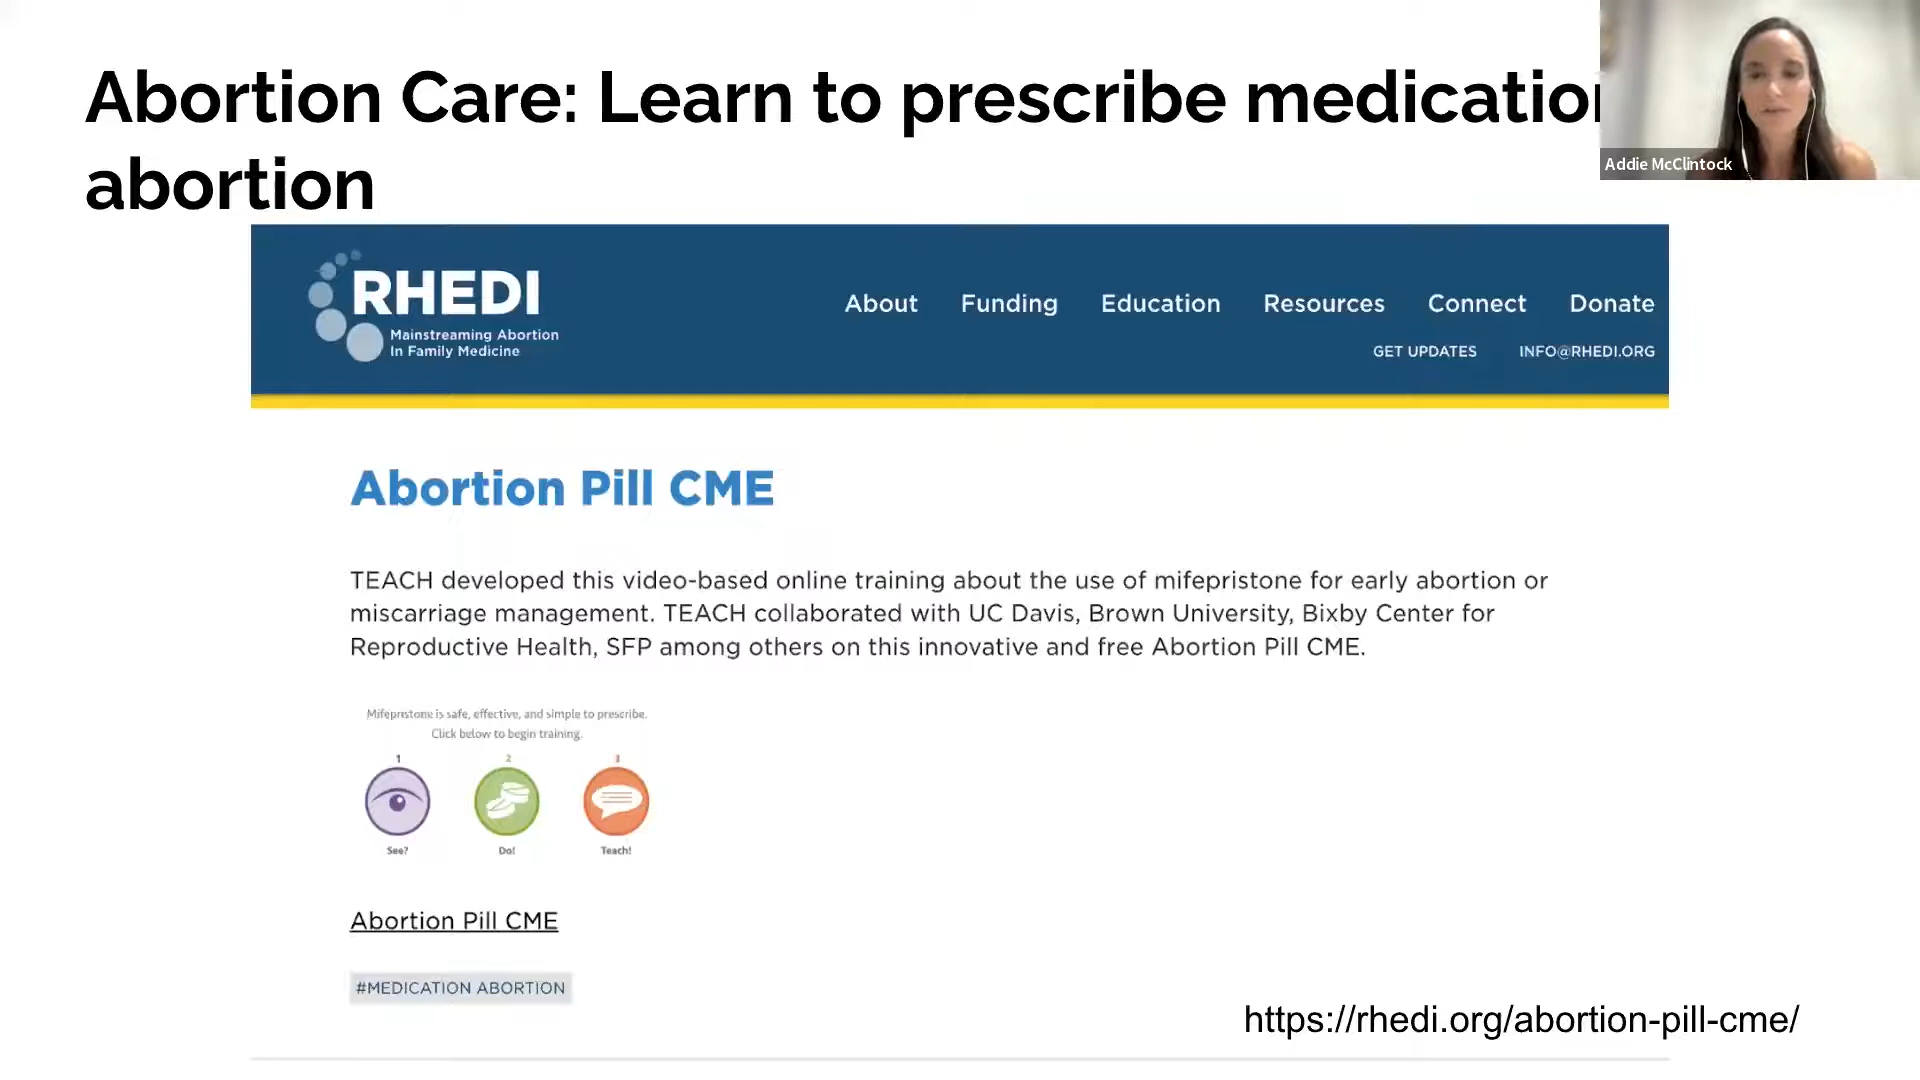 Abortion Care: Learn to prescribe medication
abortion
Addie McClintock
RHEDI
Mainstreaming Abortion
In Family Medicine
About Funding Education Resources Connect Donate
GET UPDATES INFO@RHEDI.ORG
Abortion Pill CME
TEACH developed this video-based online training about the use of mifepristone for early abortion or
miscarriage management. TEACH collaborated with UC Davis, Brown University, Bixby Center for
Reproductive Health, SFP among others on this innovative and free Abortion Pill CME.
Mifepristone is safe, effective, and simple to prescribe.
Click below to begin training.
1 2 3
See? Do! Teach!
Abortion Pill CME
#MEDICATION ABORTION
https://rhedi.org/abortion-pill-cme/